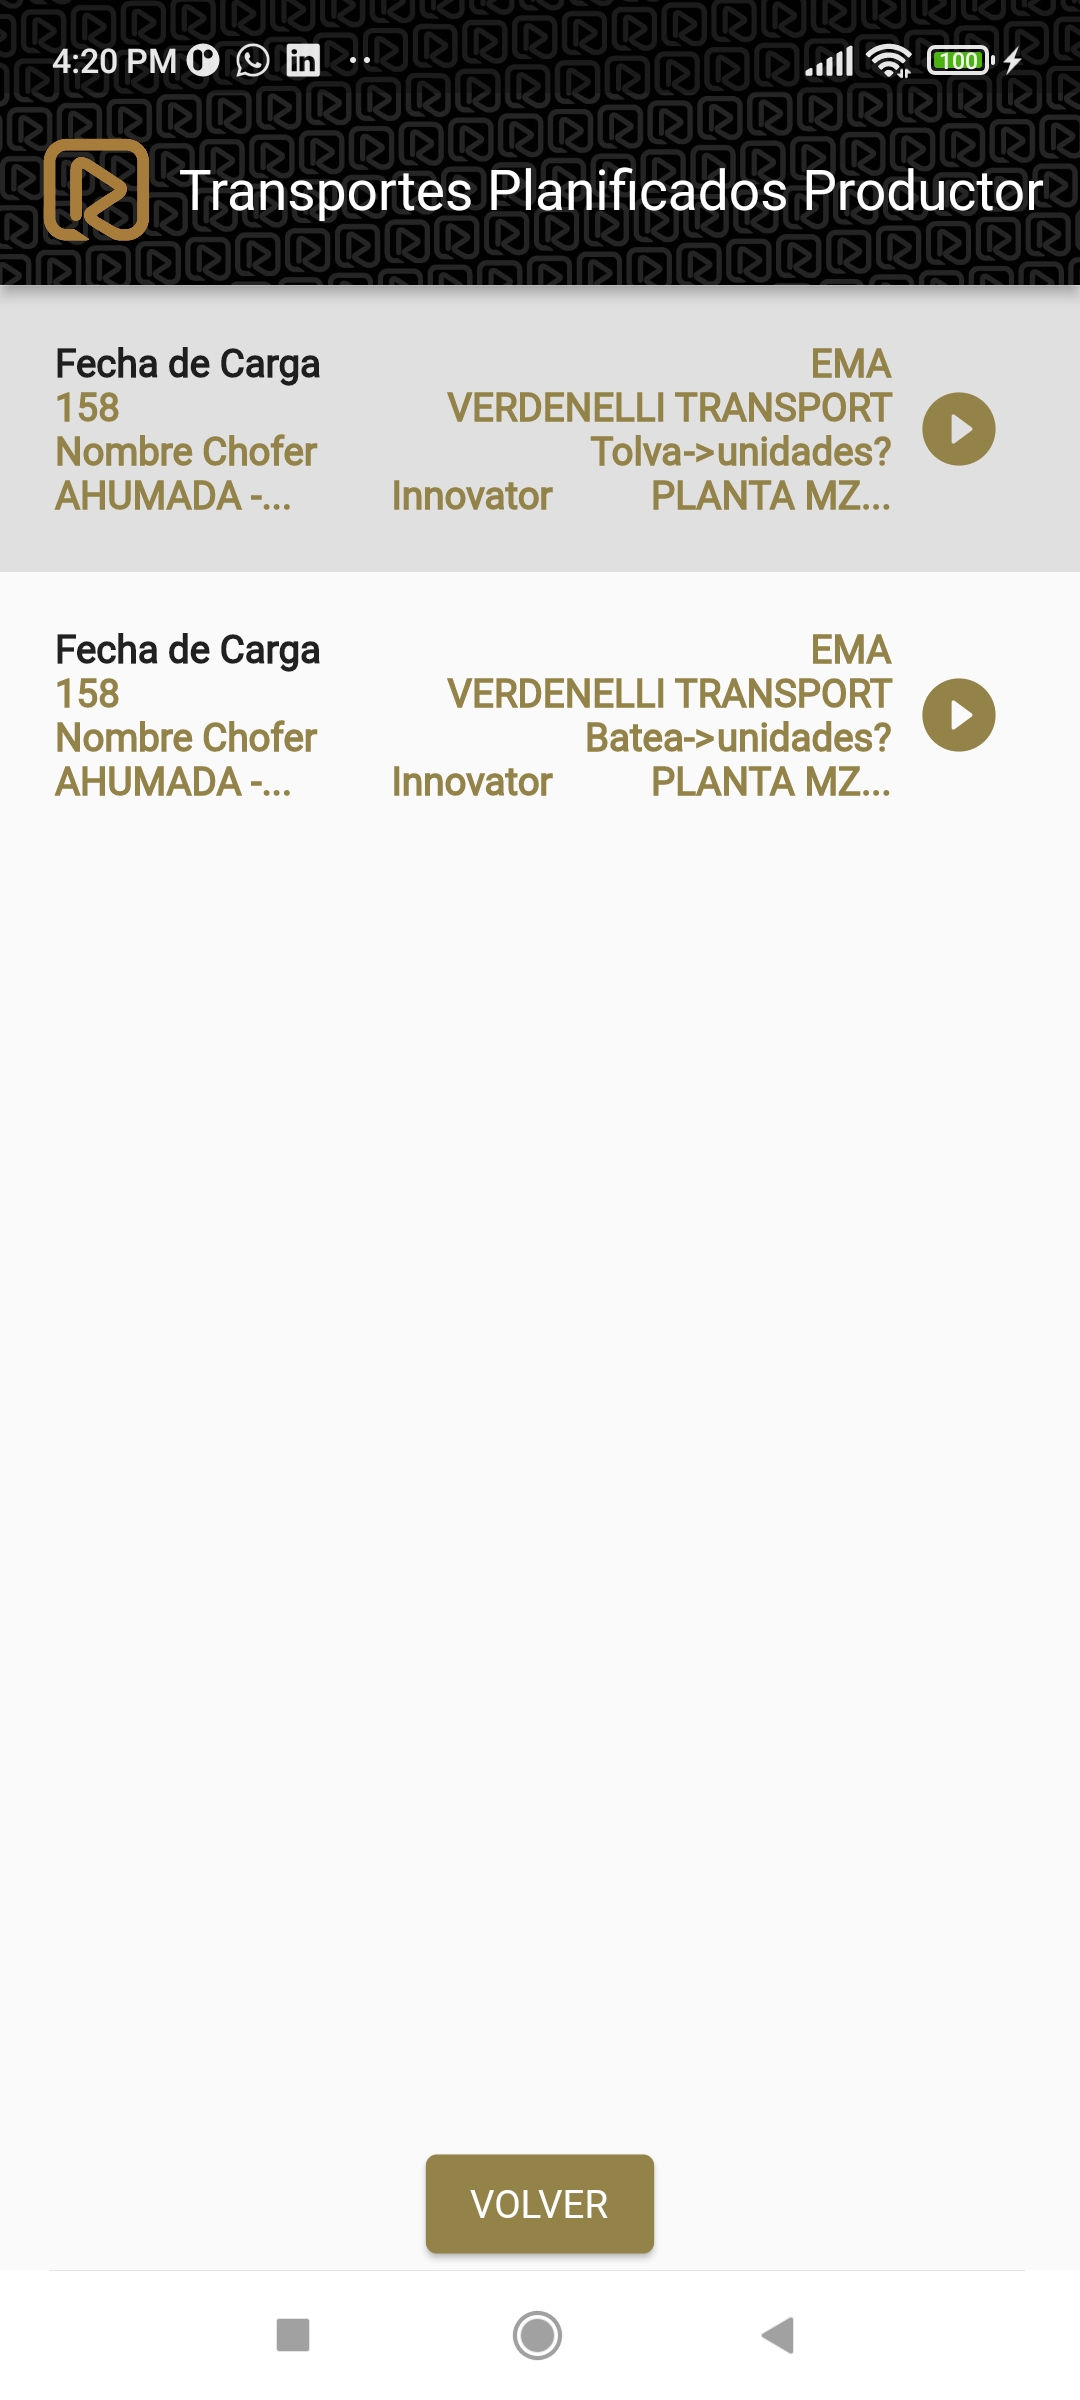 4:20 PM
100
Transportes Planificados Productor
Fecha de Carga EMA
158 VERDENELLI TRANSPORT
Nombre Chofer Tolva->unidades?
AHUMADA -... Innovator PLANTA MZ...
Fecha de Carga EMA
158 VERDENELLI TRANSPORT
Nombre Chofer Batea->unidades?
AHUMADA -... Innovator PLANTA MZ...
VOLVER